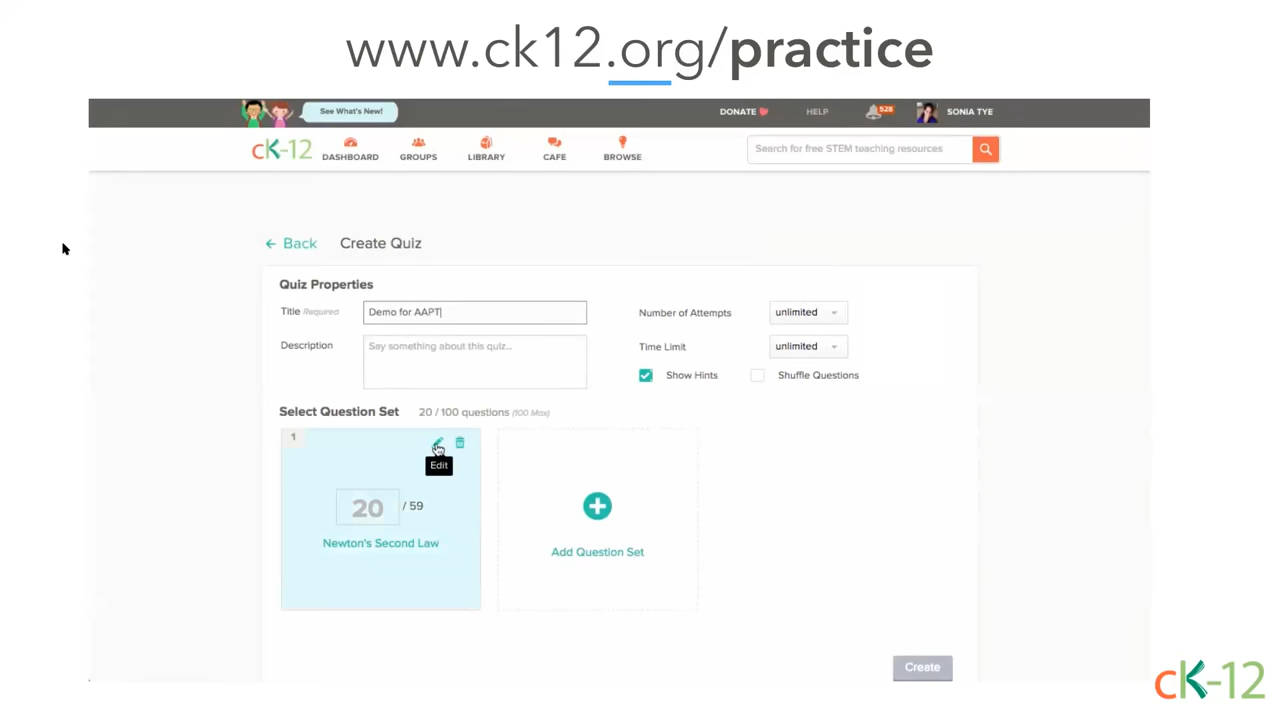 www.ck12.org/practice
See What's New!
DONATE
HELP
528
SONIA TYE
cK-12
DASHBOARD
GROUPS
LIBRARY
CAFE
BROWSE
Search for free STEM teaching resources
← Back
Create Quiz
Quiz Properties
Title Required
Demo for AAPT
Number of Attempts
unlimited
Description
Say something about this quiz...
Time Limit
unlimited
Show Hints
Shuffle Questions
Select Question Set
20 / 100 questions (100 Max)
1
Edit
20 / 59
Newton's Second Law
Add Question Set
Create
cK-12